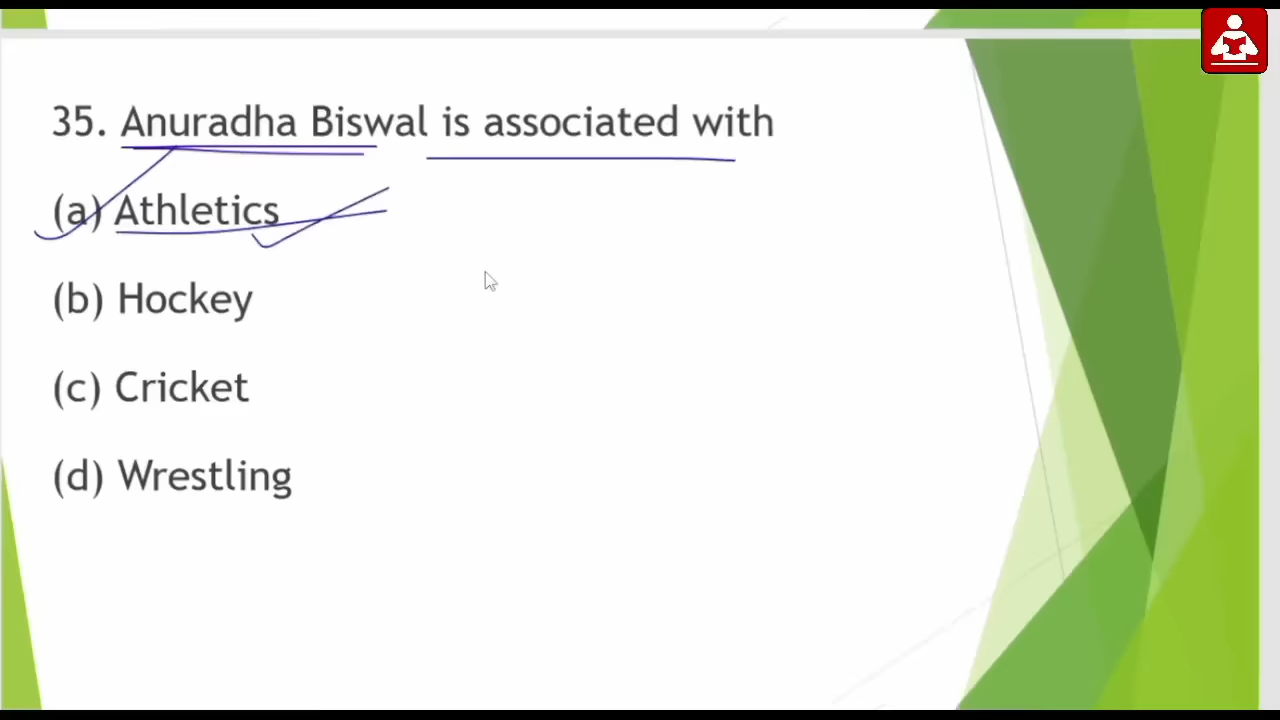 35. Anuradha Biswal is associated with
(a) Athletics
(b) Hockey
(c) Cricket
(d) Wrestling